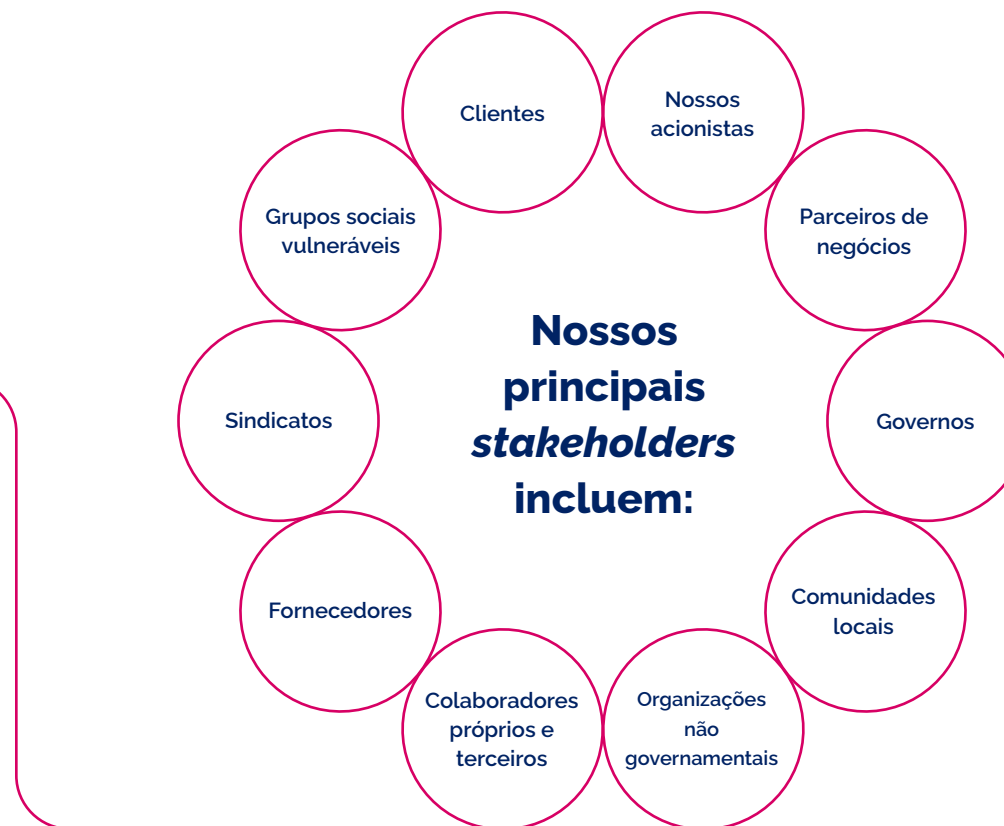 Clientes
Nossos
acionistas
Grupos sociais
vulneráveis
Parceiros de
negócios
Nossos
principais
stakeholders
incluem:
Sindicatos
Governos
Fornecedores
Comunidades
locais
Colaboradores
próprios e
terceiros
Organizações
não
governamentais